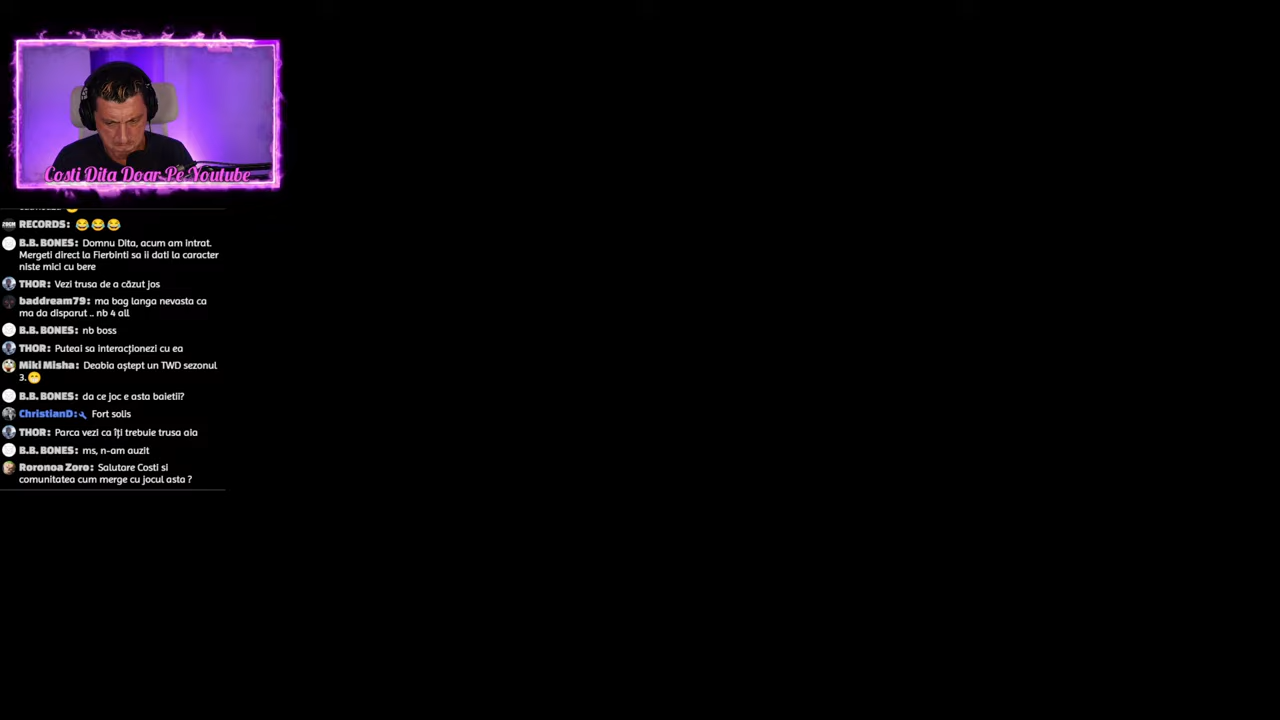 Costi Dita Doar Pe Youtube
RECORDS: 😂😂😂
B.B. BONES: Domnu Dita, acum am intrat.
Mergeti direct la Fierbinti sa ii dati la caracter
niste mici cu bere
THOR: Vezi trusa de a căzut jos
baddream79: ma bag langa nevasta ca
ma da disparut .. nb 4 all
B.B. BONES: nb boss
THOR: Puteai sa interacționezi cu ea
Miki Misha: Deabia aștept un TWD sezonul
3.😁
B.B. BONES: da ce joc e asta baietii?
ChristianD: Fort solis
THOR: Parca vezi ca îți trebuie trusa aia
B.B. BONES: ms, n-am auzit
Roronoa Zoro: Salutare Costi si
comunitatea cum merge cu jocul asta ?